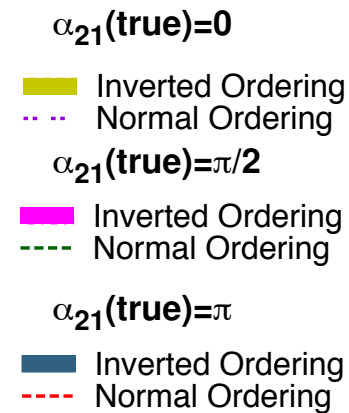 α21(true)=0
Inverted Ordering
Normal Ordering
α21(true)=π/2
Inverted Ordering
Normal Ordering
α21(true)=π
Inverted Ordering
Normal Ordering